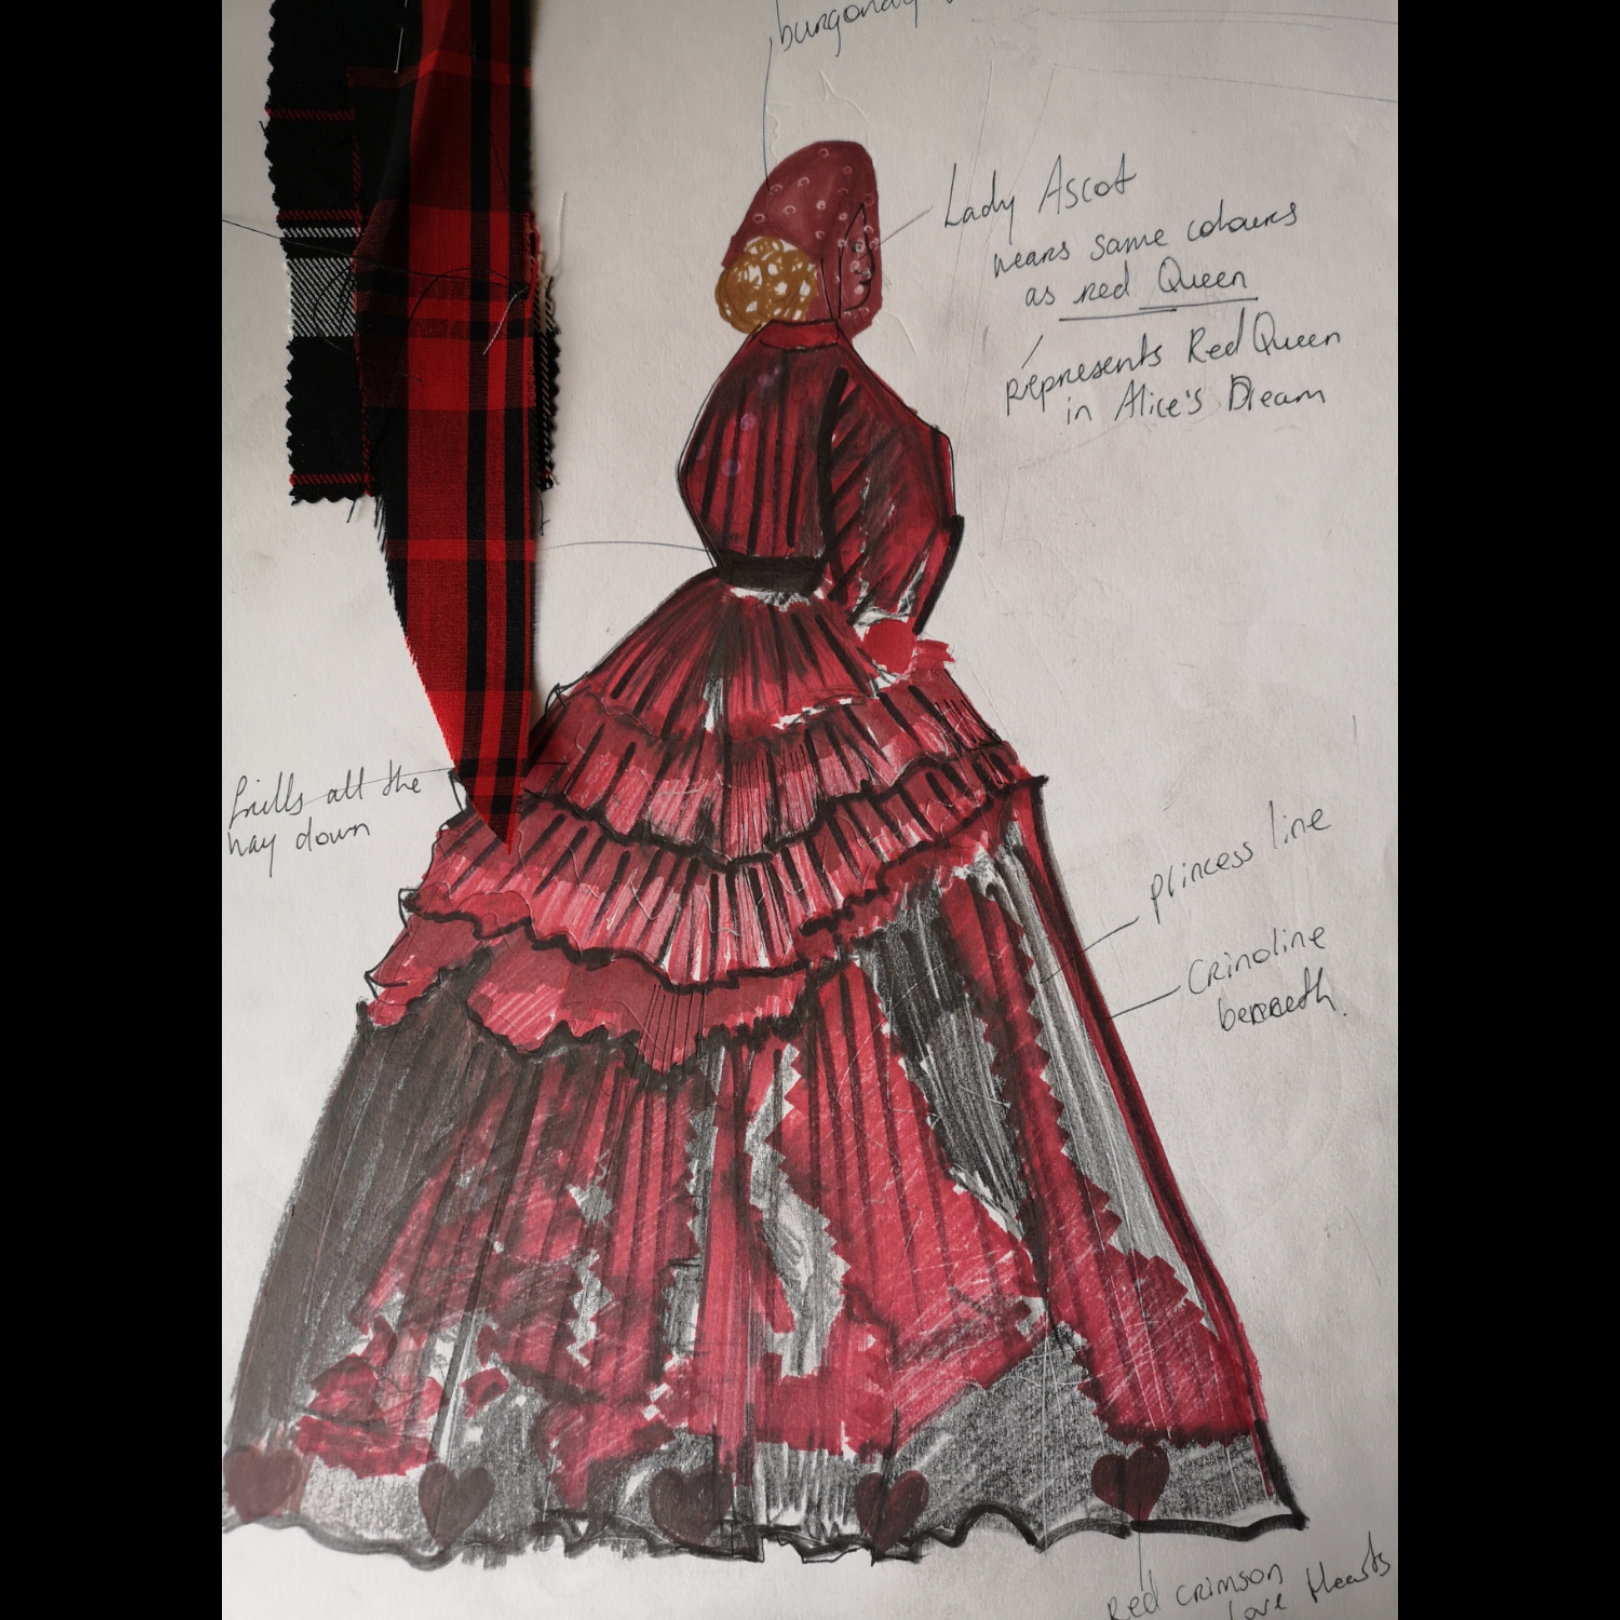 burgondy
Lady Ascot
wears same colours
as red Queen
represents Red Queen
in Alice's Dream
frills all the
way down
princess line
Crinoline
beneath.
Red crimson
love Hearts